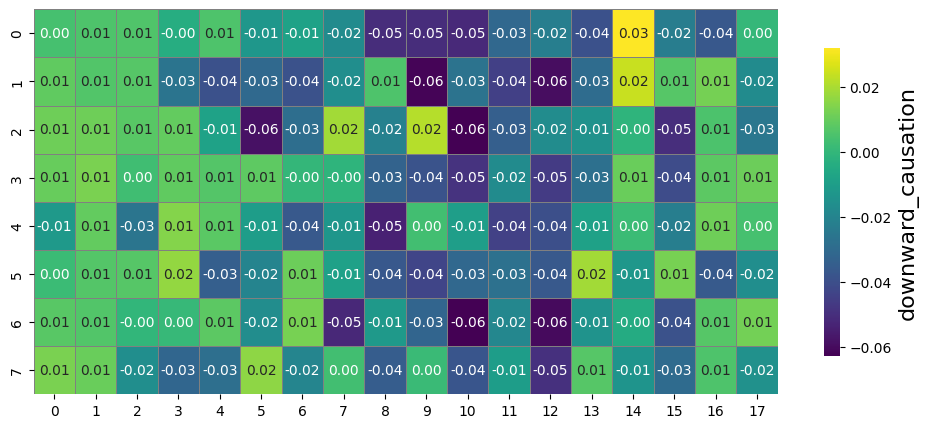 0 0.00 0.01 0.01 -0.00 0.01 -0.01 -0.01 -0.02 -0.05 -0.05 -0.05 -0.03 -0.02 -0.04 0.03 -0.02 -0.04 0.00
1 0.01 0.01 0.01 -0.03 -0.04 -0.03 -0.04 -0.02 0.01 -0.06 -0.03 -0.04 -0.06 -0.03 0.02 0.01 0.01 -0.02
2 0.01 0.01 0.01 0.01 -0.01 -0.06 -0.03 0.02 -0.02 0.02 -0.06 -0.03 -0.02 -0.01 -0.00 -0.05 0.01 -0.03
3 0.01 0.01 0.00 0.01 0.01 0.01 -0.00 -0.00 -0.03 -0.04 -0.05 -0.02 -0.05 -0.03 0.01 -0.04 0.01 0.01
4 -0.01 0.01 -0.03 0.01 0.01 -0.01 -0.04 -0.01 -0.05 0.00 -0.01 -0.04 -0.04 -0.01 0.00 -0.02 0.01 0.00
5 0.00 0.01 0.01 0.02 -0.03 -0.02 0.01 -0.01 -0.04 -0.04 -0.03 -0.03 -0.04 0.02 -0.01 0.01 -0.04 -0.02
6 0.01 0.01 -0.00 0.00 0.01 -0.02 0.01 -0.05 -0.01 -0.03 -0.06 -0.02 -0.06 -0.01 -0.00 -0.04 0.01 0.01
7 0.01 0.01 -0.02 -0.03 -0.03 0.02 -0.02 0.00 -0.04 0.00 -0.04 -0.01 -0.05 0.01 -0.01 -0.03 0.01 -0.02
0 1 2 3 4 5 6 7 8 9 10 11 12 13 14 15 16 17
0.02
0.00
−0.02
−0.04
−0.06
downward_causation